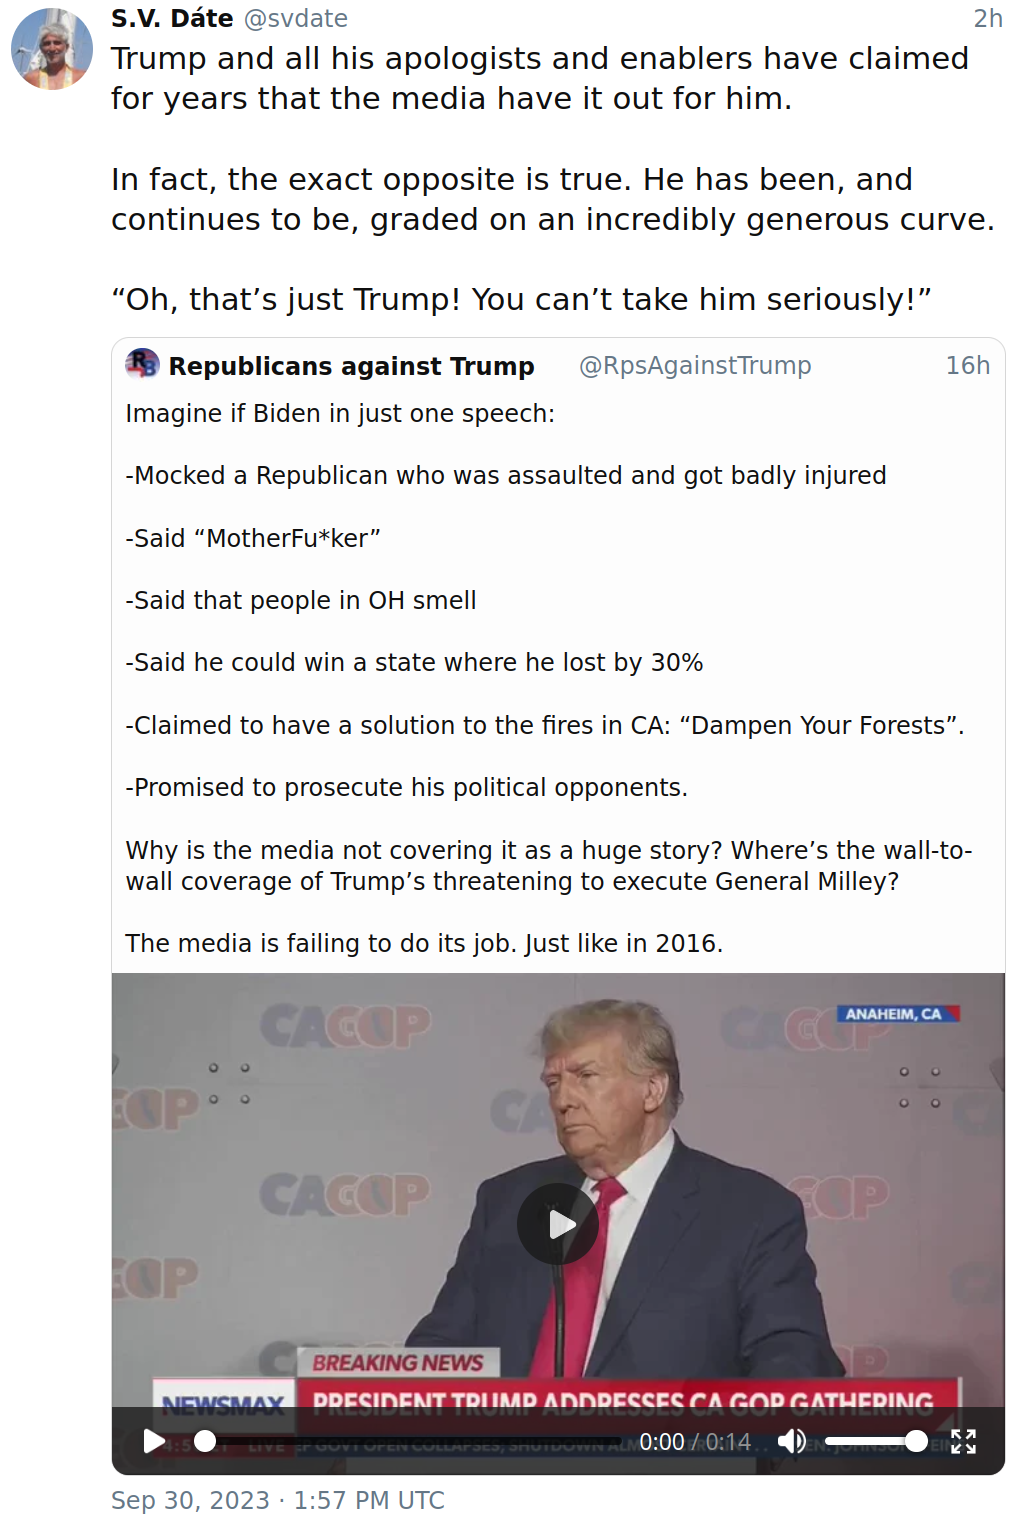 S.V. Dáte @svdate 2h
Trump and all his apologists and enablers have claimed
for years that the media have it out for him.
In fact, the exact opposite is true. He has been, and
continues to be, graded on an incredibly generous curve.
“Oh, that’s just Trump! You can’t take him seriously!”
Republicans against Trump @RpsAgainstTrump 16h
Imagine if Biden in just one speech:
-Mocked a Republican who was assaulted and got badly injured
-Said “MotherFu*ker”
-Said that people in OH smell
-Said he could win a state where he lost by 30%
-Claimed to have a solution to the fires in CA: “Dampen Your Forests”.
-Promised to prosecute his political opponents.
Why is the media not covering it as a huge story? Where’s the wall-to-
wall coverage of Trump’s threatening to execute General Milley?
The media is failing to do its job. Just like in 2016.
ANAHEIM, CA
CAGOP
CAGOP
GOP
CA
CAGOP
GOP
GOP
BREAKING NEWS
NEWSMAX
PRESIDENT TRUMP ADDRESSES CA GOP GATHERING
LIVE
GOVT OPEN COLLAPSES, SHUTDOWN
0:00 / 0:14
Sep 30, 2023 · 1:57 PM UTC